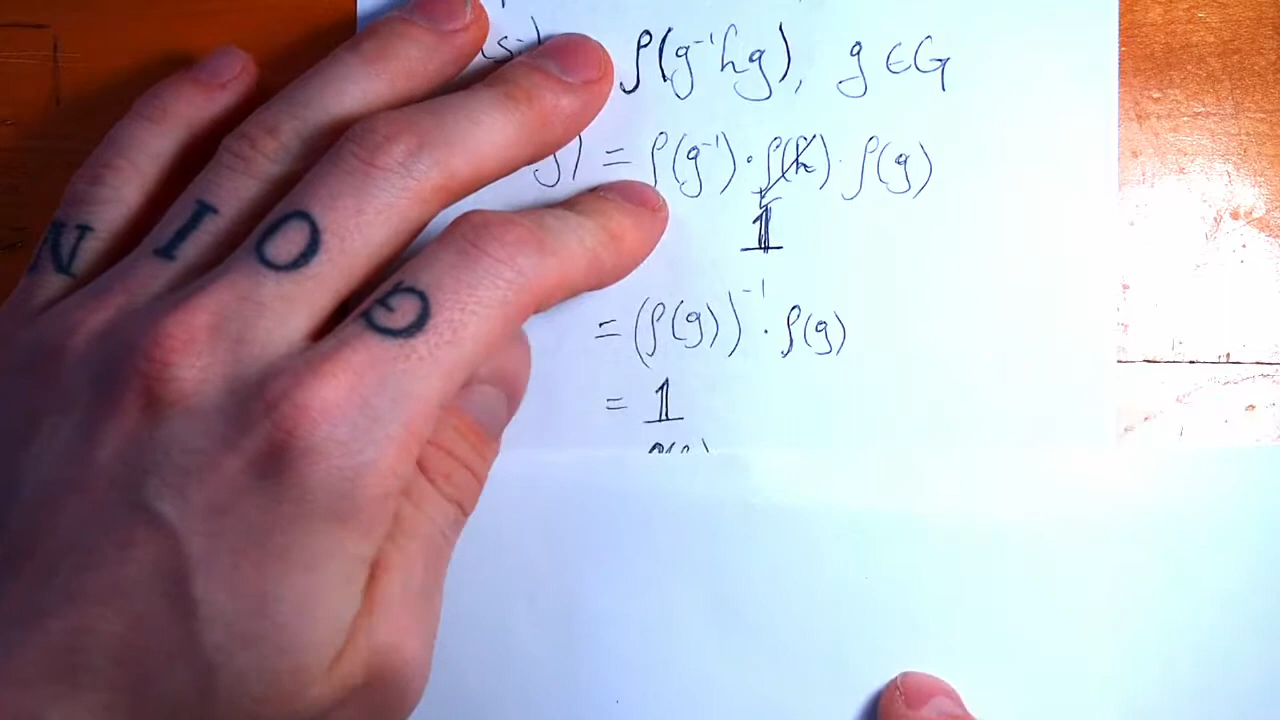 ρ(g⁻¹hg), g ∈ G
= ρ(g⁻¹) · ρ(h) · ρ(g)
1
= (ρ(g))⁻¹ · ρ(g)
= 1
N I O G